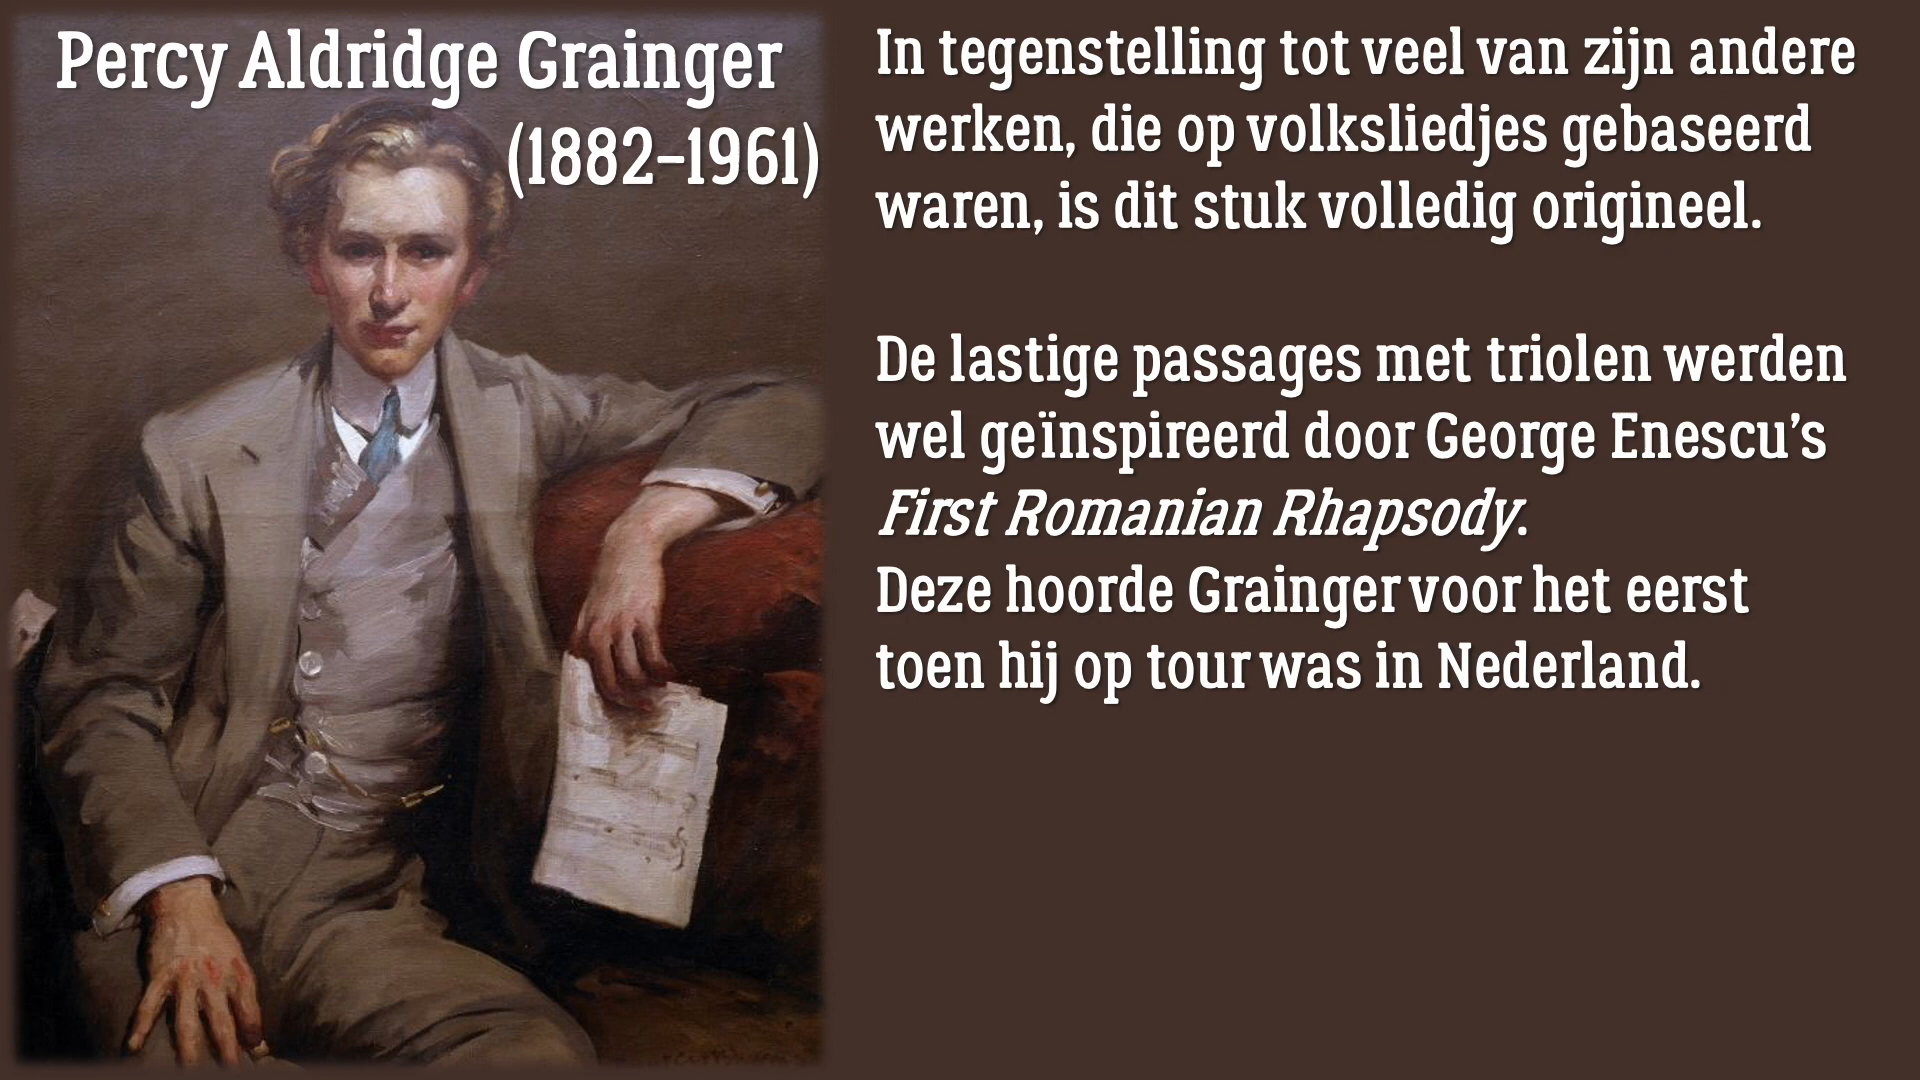 Percy Aldridge Grainger
(1882–1961)
In tegenstelling tot veel van zijn andere
werken, die op volksliedjes gebaseerd
waren, is dit stuk volledig origineel.
De lastige passages met triolen werden
wel geïnspireerd door George Enescu’s
First Romanian Rhapsody.
Deze hoorde Grainger voor het eerst
toen hij op tour was in Nederland.